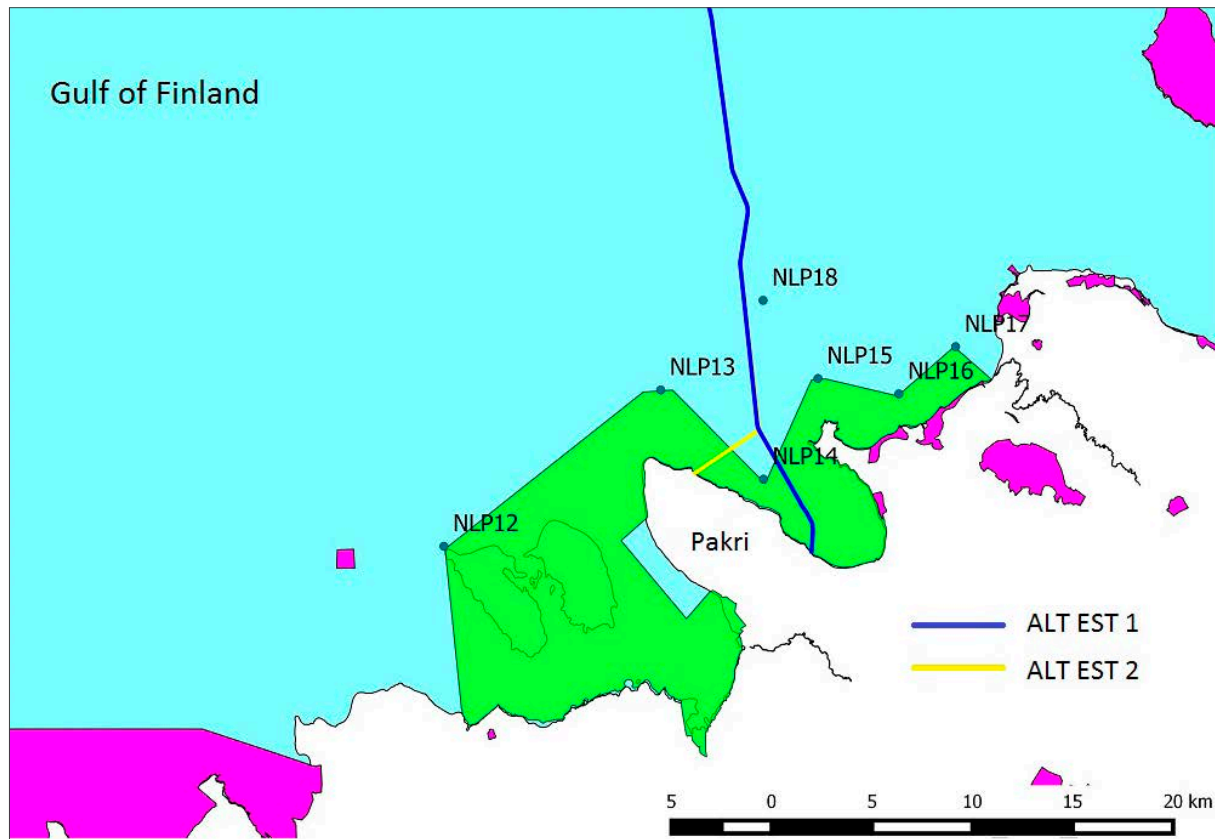 Gulf of Finland
NLP18
NLP17
NLP13
NLP15
NLP16
NLP14
NLP12
Pakri
ALT EST 1
ALT EST 2
5 0 5 10 15 20 km